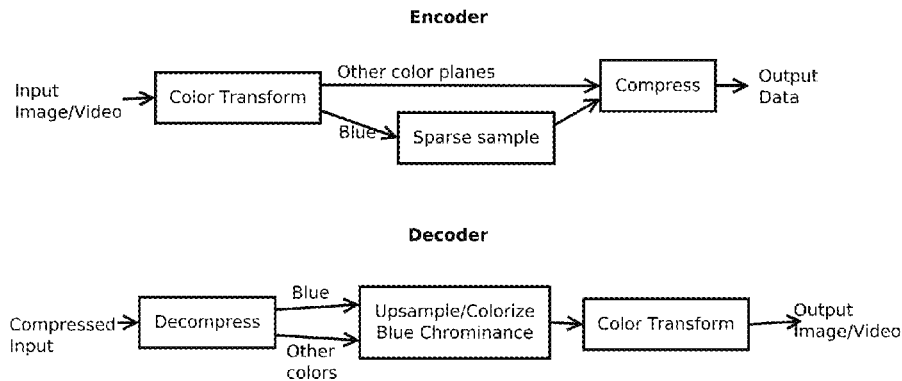 Encoder
Input
Image/Video
Color Transform
Other color planes
Blue
Sparse sample
Compress
Output
Data
Decoder
Compressed
Input
Decompress
Blue
Other
colors
Upsample/Colorize
Blue Chrominance
Color Transform
Output
Image/Video